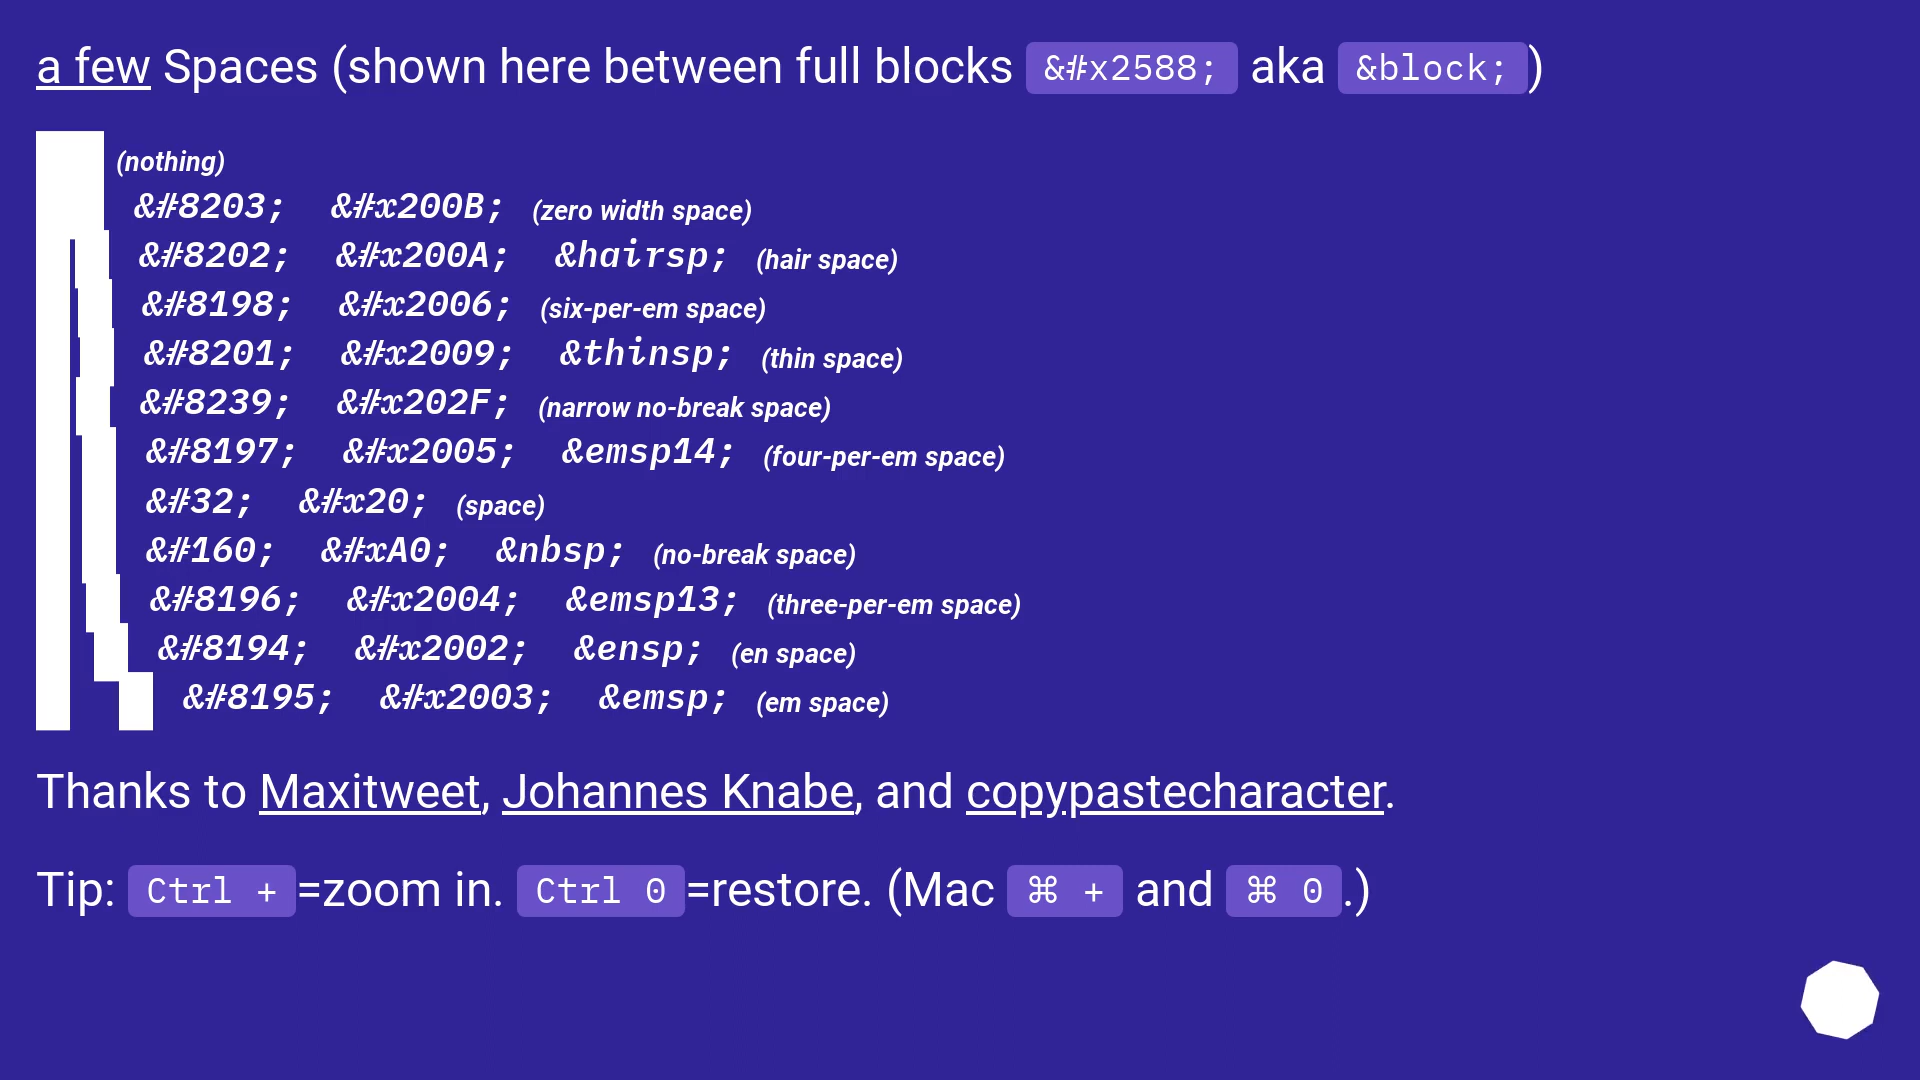 a few Spaces (shown here between full blocks &#x2588; aka &block;)
██ (nothing)
█​█ &#8203; &#x200B; (zero width space)
█ █ &#8202; &#x200A; &hairsp; (hair space)
█ █ &#8198; &#x2006; (six-per-em space)
█ █ &#8201; &#x2009; &thinsp; (thin space)
█ █ &#8239; &#x202F; (narrow no-break space)
█ █ &#8197; &#x2005; &emsp14; (four-per-em space)
█ █ &#32; &#x20; (space)
█ █ &#160; &#xA0; &nbsp; (no-break space)
█ █ &#8196; &#x2004; &emsp13; (three-per-em space)
█ █ &#8194; &#x2002; &ensp; (en space)
█ █ &#8195; &#x2003; &emsp; (em space)
Thanks to Maxitweet, Johannes Knabe, and copypastecharacter.
Tip: Ctrl +=zoom in. Ctrl 0=restore. (Mac ⌘ + and ⌘ 0.)